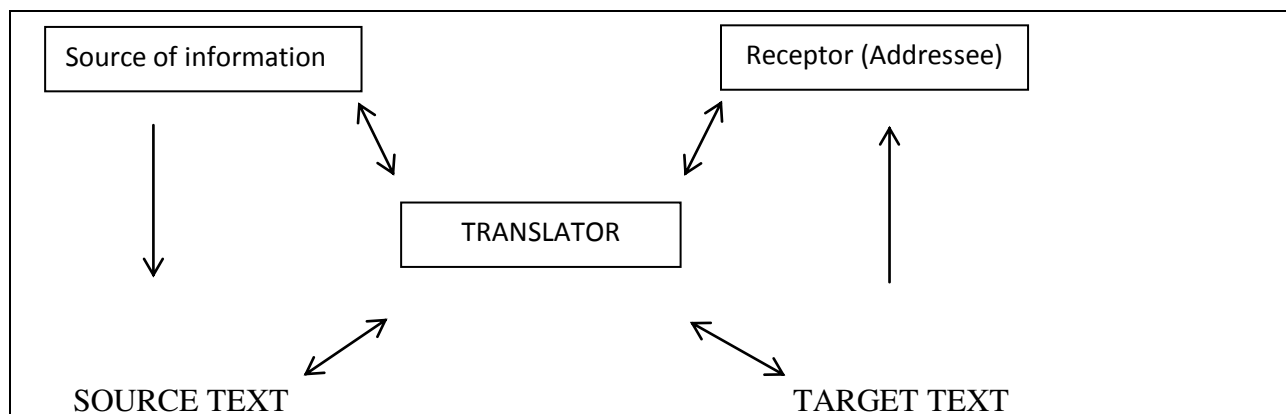 Source of information
Receptor (Addressee)
TRANSLATOR
SOURCE TEXT
TARGET TEXT